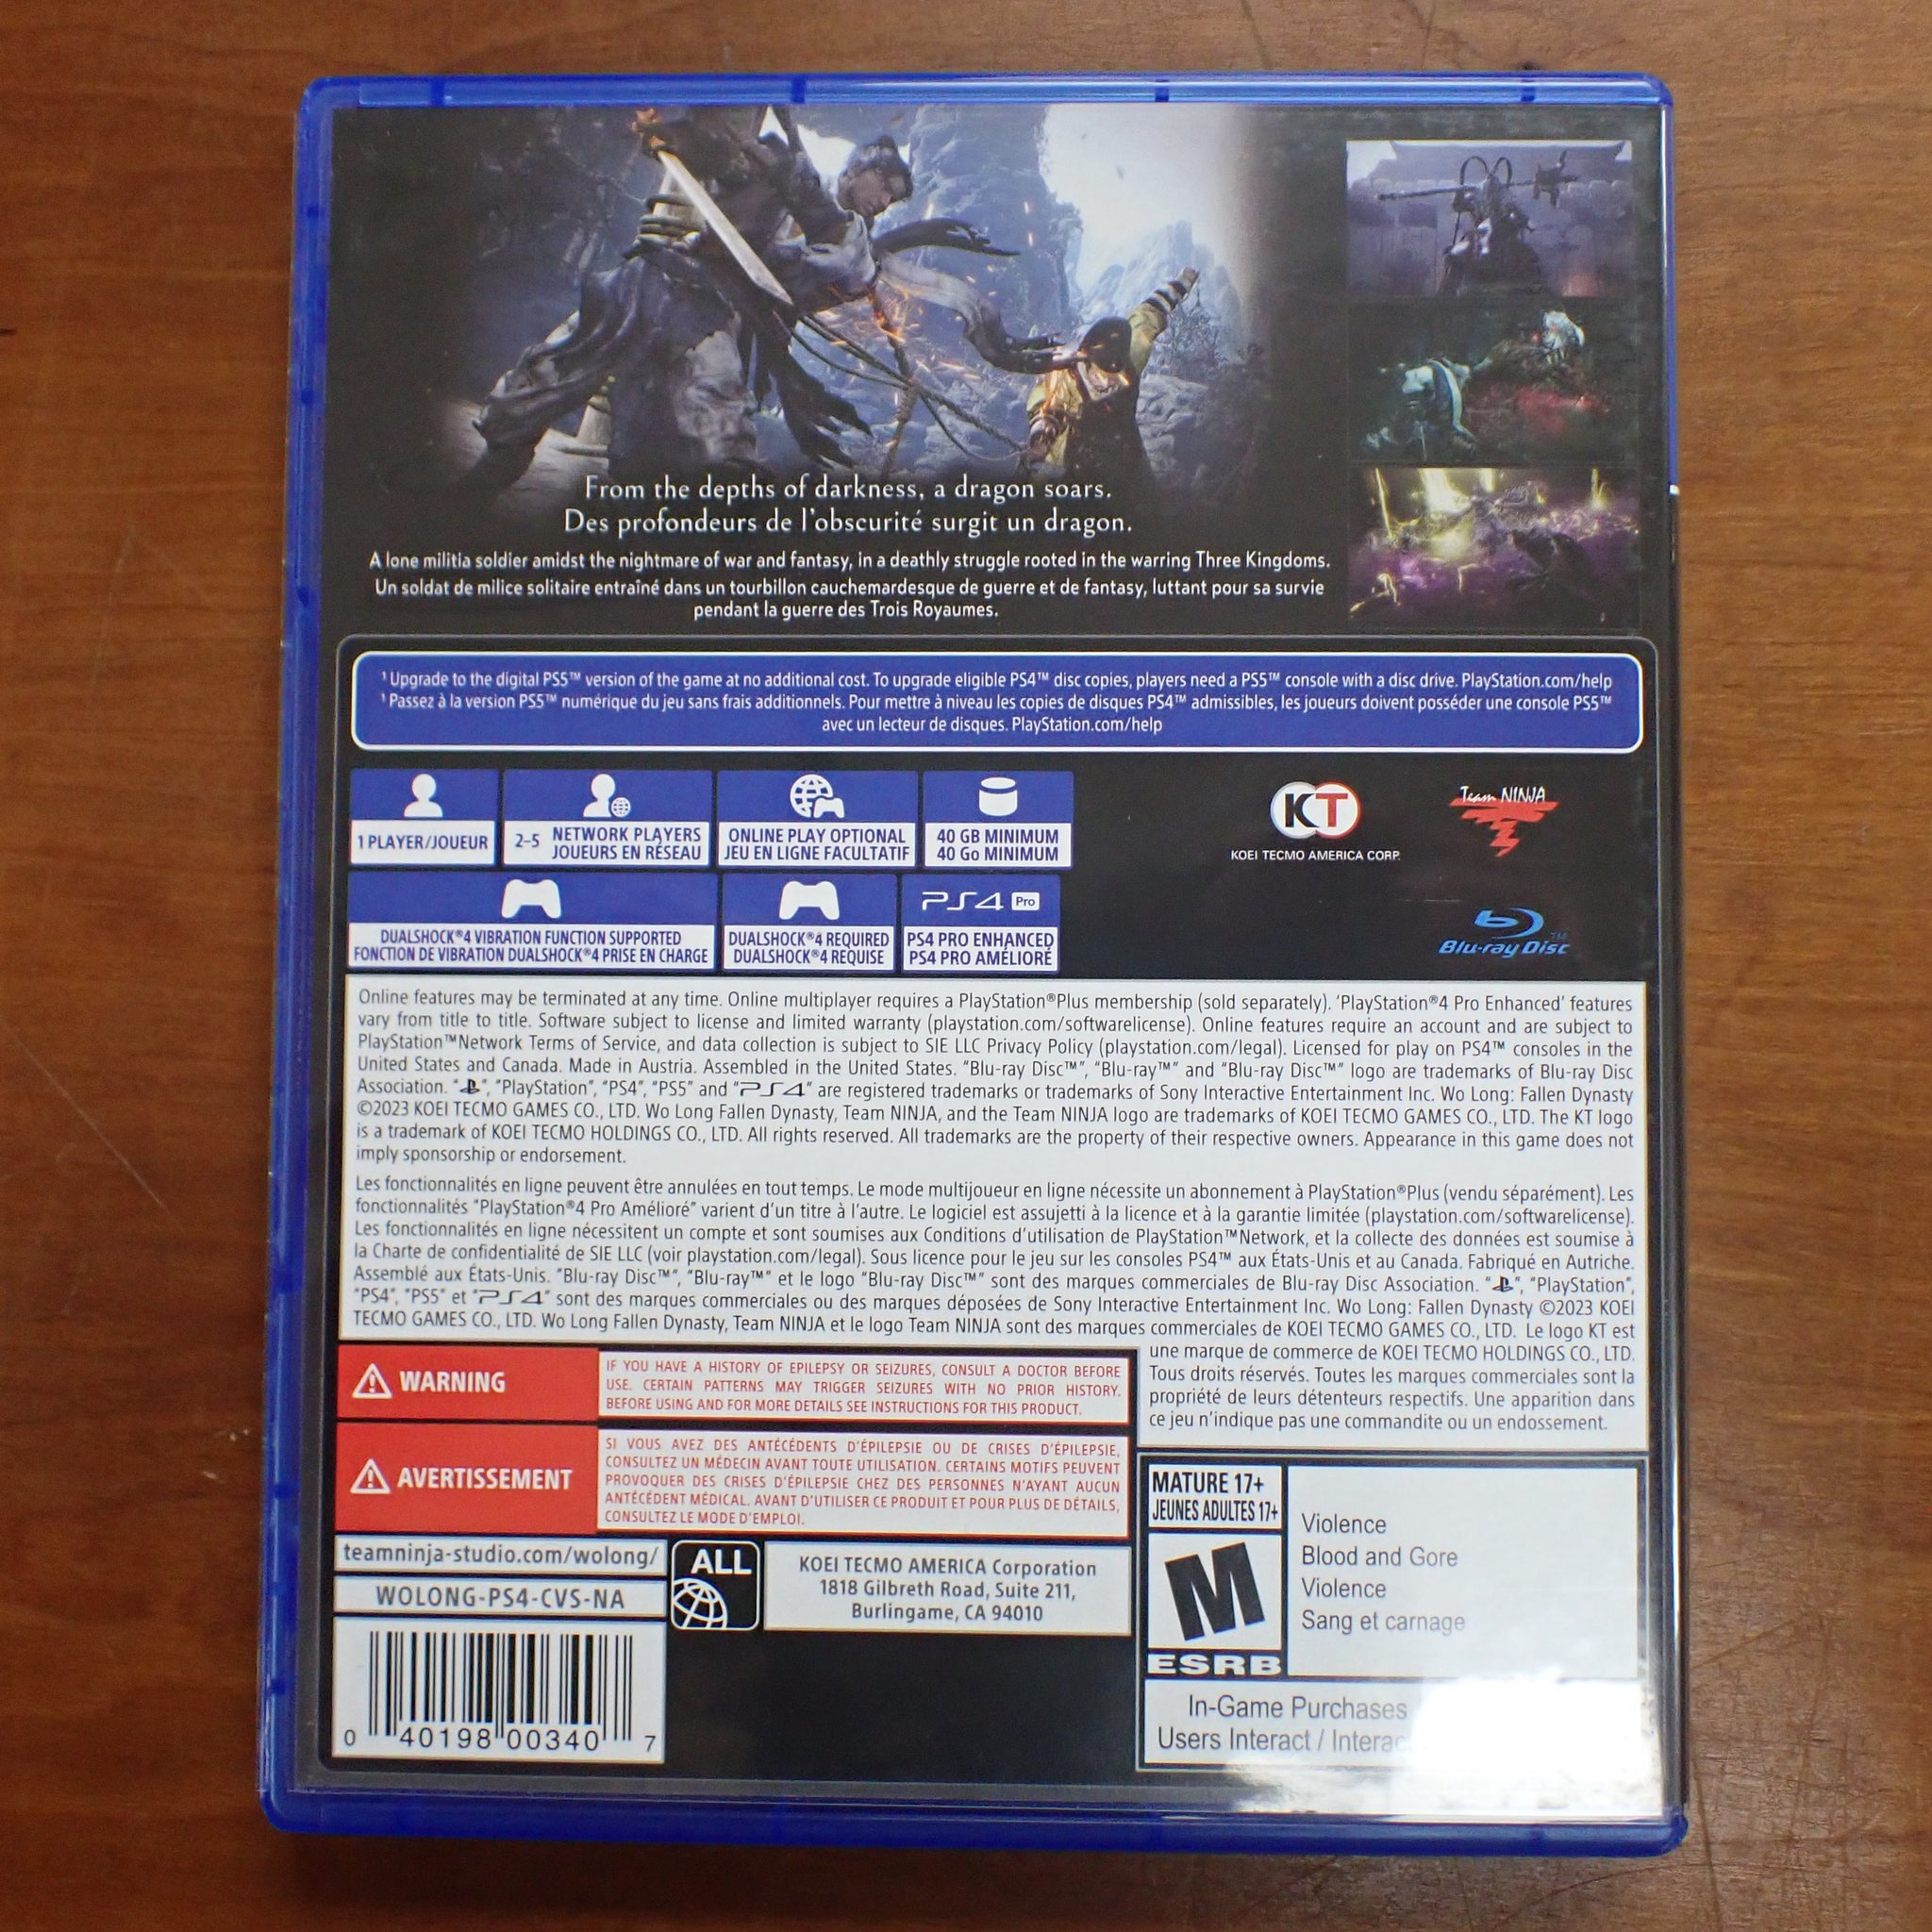 From the depths of darkness, a dragon soars.
Des profondeurs de l'obscurité surgit un dragon.
A lone militia soldier amidst the nightmare of war and fantasy, in a deathly struggle rooted in the warring Three Kingdoms.
Un soldat de milice solitaire entraîné dans un tourbillon cauchemardesque de guerre et de fantasy, luttant pour sa survie
pendant la guerre des Trois Royaumes.
¹ Upgrade to the digital PS5™ version of the game at no additional cost. To upgrade eligible PS4™ disc copies, players need a PS5™ console with a disc drive. PlayStation.com/help
¹ Passez à la version PS5™ numérique du jeu sans frais additionnels. Pour mettre à niveau les copies de disques PS4™ admissibles, les joueurs doivent posséder une console PS5™
avec un lecteur de disques. PlayStation.com/help
1 PLAYER/JOUEUR
2-5 NETWORK PLAYERS
JOUEURS EN RÉSEAU
ONLINE PLAY OPTIONAL
JEU EN LIGNE FACULTATIF
40 GB MINIMUM
40 Go MINIMUM
KT
KOEI TECMO AMERICA CORP.
Team NINJA
DUALSHOCK®4 VIBRATION FUNCTION SUPPORTED
FONCTION DE VIBRATION DUALSHOCK®4 PRISE EN CHARGE
DUALSHOCK®4 REQUIRED
DUALSHOCK®4 REQUISE
PS4 Pro
PS4 PRO ENHANCED
PS4 PRO AMÉLIORÉ
Blu-ray Disc™
Online features may be terminated at any time. Online multiplayer requires a PlayStation®Plus membership (sold separately). 'PlayStation®4 Pro Enhanced' features
vary from title to title. Software subject to license and limited warranty (playstation.com/softwarelicense). Online features require an account and are subject to
PlayStation™Network Terms of Service, and data collection is subject to SIE LLC Privacy Policy (playstation.com/legal). Licensed for play on PS4™ consoles in the
United States and Canada. Made in Austria. Assembled in the United States. "Blu-ray Disc™", "Blu-ray™" and "Blu-ray Disc™" logo are trademarks of Blu-ray Disc
Association. "", "PlayStation", "PS4", "PS5" and "PS4" are registered trademarks or trademarks of Sony Interactive Entertainment Inc. Wo Long: Fallen Dynasty
©2023 KOEI TECMO GAMES CO., LTD. Wo Long Fallen Dynasty, Team NINJA, and the Team NINJA logo are trademarks of KOEI TECMO GAMES CO., LTD. The KT logo
is a trademark of KOEI TECMO HOLDINGS CO., LTD. All rights reserved. All trademarks are the property of their respective owners. Appearance in this game does not
imply sponsorship or endorsement.
Les fonctionnalités en ligne peuvent être annulées en tout temps. Le mode multijoueur en ligne nécessite un abonnement à PlayStation®Plus (vendu séparément). Les
fonctionnalités "PlayStation®4 Pro Amélioré" varient d'un titre à l'autre. Le logiciel est assujetti à la licence et à la garantie limitée (playstation.com/softwarelicense).
Les fonctionnalités en ligne nécessitent un compte et sont soumises aux Conditions d'utilisation de PlayStation™Network, et la collecte des données est soumise à
la Charte de confidentialité de SIE LLC (voir playstation.com/legal). Sous licence pour le jeu sur les consoles PS4™ aux États-Unis et au Canada. Fabriqué en Autriche.
Assemblé aux États-Unis. "Blu-ray Disc™", "Blu-ray™" et le logo "Blu-ray Disc™" sont des marques commerciales de Blu-ray Disc Association. "", "PlayStation",
"PS4", "PS5" et "PS4" sont des marques commerciales ou des marques déposées de Sony Interactive Entertainment Inc. Wo Long: Fallen Dynasty ©2023 KOEI
TECMO GAMES CO., LTD. Wo Long Fallen Dynasty, Team NINJA et le logo Team NINJA sont des marques commerciales de KOEI TECMO GAMES CO., LTD. Le logo KT est
une marque de commerce de KOEI TECMO HOLDINGS CO., LTD.
Tous droits réservés. Toutes les marques commerciales sont la
propriété de leurs détenteurs respectifs. Une apparition dans
ce jeu n'indique pas une commandite ou un endossement.
WARNING
IF YOU HAVE A HISTORY OF EPILEPSY OR SEIZURES, CONSULT A DOCTOR BEFORE
USE. CERTAIN PATTERNS MAY TRIGGER SEIZURES WITH NO PRIOR HISTORY.
BEFORE USING AND FOR MORE DETAILS SEE INSTRUCTIONS FOR THIS PRODUCT.
AVERTISSEMENT
SI VOUS AVEZ DES ANTÉCÉDENTS D'ÉPILEPSIE OU DE CRISES D'ÉPILEPSIE,
CONSULTEZ UN MÉDECIN AVANT TOUTE UTILISATION. CERTAINS MOTIFS PEUVENT
PROVOQUER DES CRISES D'ÉPILEPSIE CHEZ DES PERSONNES N'AYANT AUCUN
ANTÉCÉDENT MÉDICAL. AVANT D'UTILISER CE PRODUIT ET POUR PLUS DE DÉTAILS,
CONSULTEZ LE MODE D'EMPLOI.
teamninja-studio.com/wolong/
WOLONG-PS4-CVS-NA
ALL
KOEI TECMO AMERICA Corporation
1818 Gilbreth Road, Suite 211,
Burlingame, CA 94010
0 40198 00340 7
MATURE 17+
JEUNES ADULTES 17+
M
ESRB
Violence
Blood and Gore
Violence
Sang et carnage
In-Game Purchases
Users Interact /